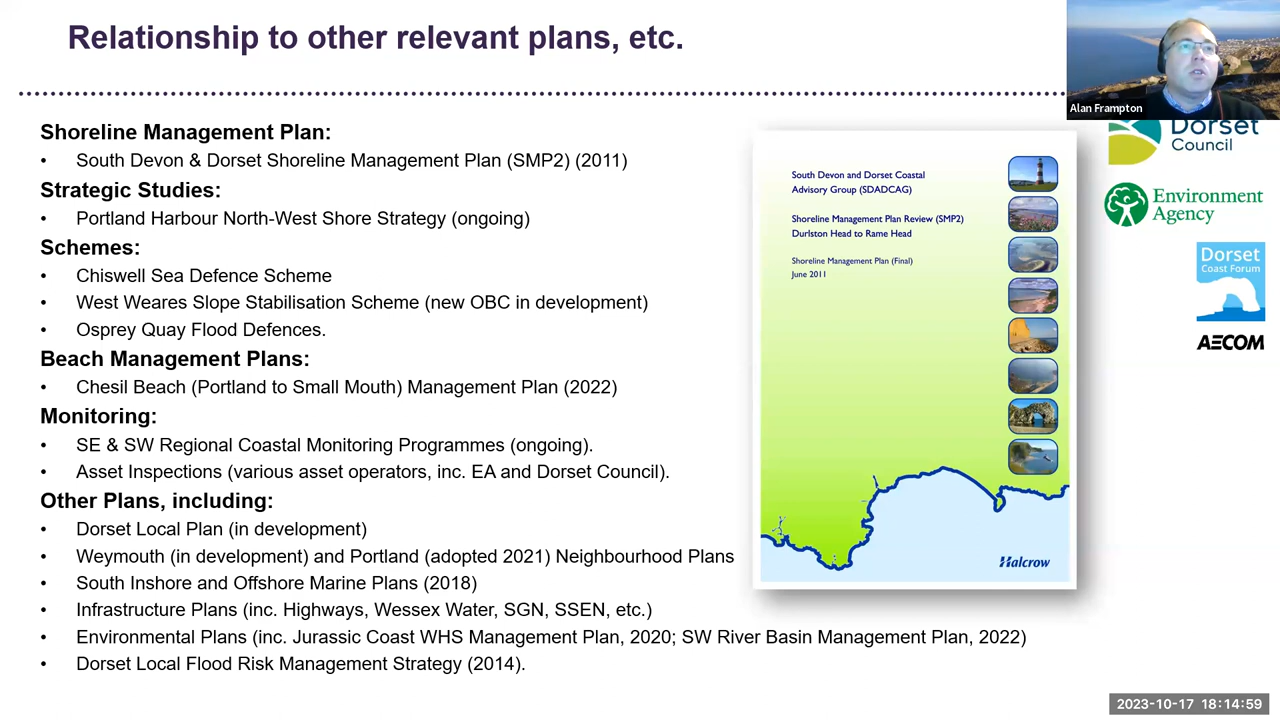 Relationship to other relevant plans, etc.
Alan Frampton
Shoreline Management Plan:
• South Devon & Dorset Shoreline Management Plan (SMP2) (2011)
Strategic Studies:
• Portland Harbour North-West Shore Strategy (ongoing)
Schemes:
• Chiswell Sea Defence Scheme
• West Weares Slope Stabilisation Scheme (new OBC in development)
• Osprey Quay Flood Defences.
Beach Management Plans:
• Chesil Beach (Portland to Small Mouth) Management Plan (2022)
Monitoring:
• SE & SW Regional Coastal Monitoring Programmes (ongoing).
• Asset Inspections (various asset operators, inc. EA and Dorset Council).
Other Plans, including:
• Dorset Local Plan (in development)
• Weymouth (in development) and Portland (adopted 2021) Neighbourhood Plans
• South Inshore and Offshore Marine Plans (2018)
• Infrastructure Plans (inc. Highways, Wessex Water, SGN, SSEN, etc.)
• Environmental Plans (inc. Jurassic Coast WHS Management Plan, 2020; SW River Basin Management Plan, 2022)
• Dorset Local Flood Risk Management Strategy (2014).
South Devon and Dorset Coastal
Advisory Group (SDADCAG)
Shoreline Management Plan Review (SMP2)
Durlston Head to Rame Head
Shoreline Management Plan (Final)
June 2011
Halcrow
Dorset
Council
Environment
Agency
Dorset
Coast Forum
AECOM
2023-10-17 18:14:59